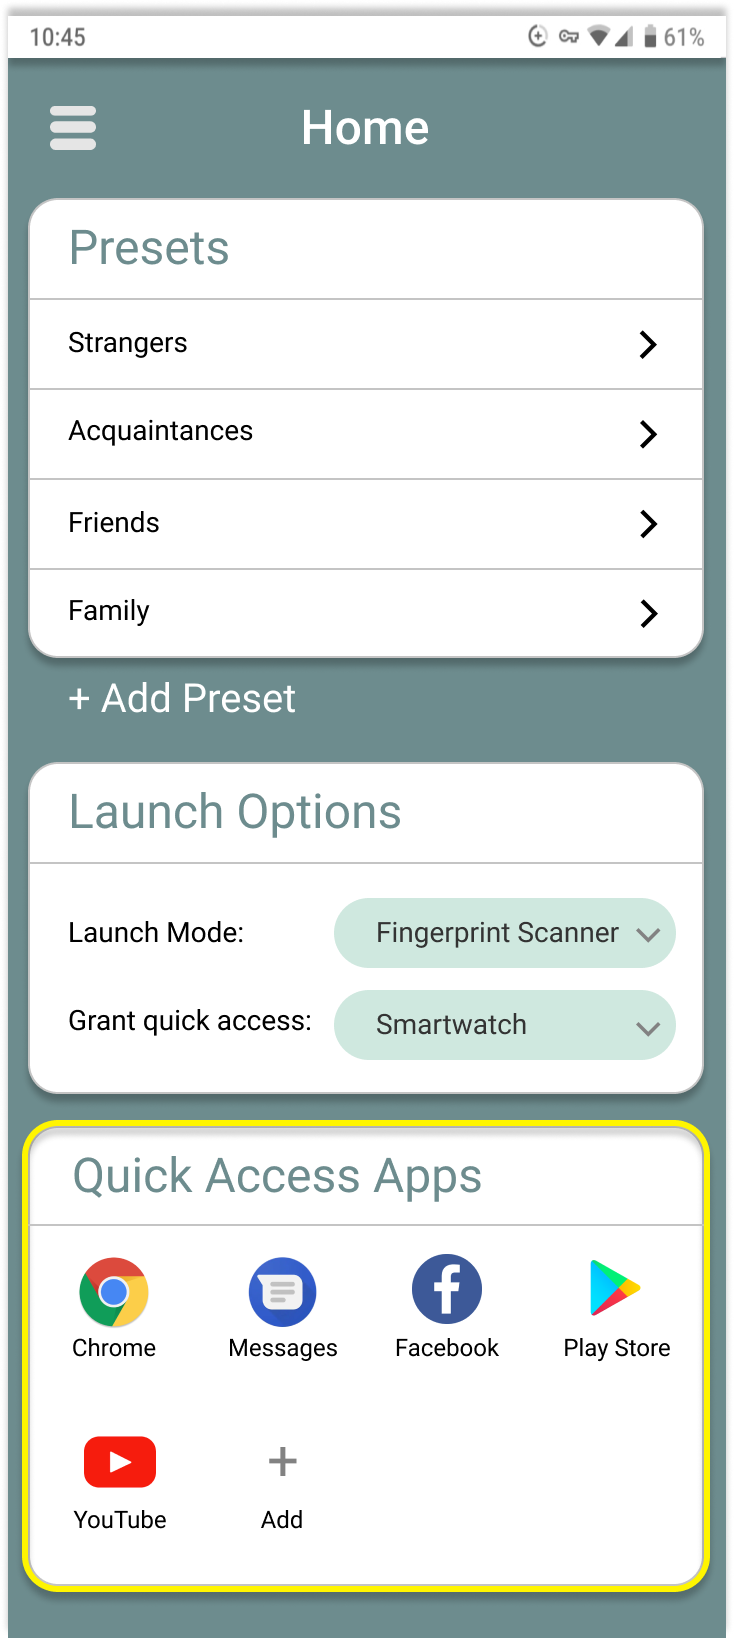 10:45 61%
Home
Presets
Strangers
Acquaintances
Friends
Family
+ Add Preset
Launch Options
Launch Mode: Fingerprint Scanner
Grant quick access: Smartwatch
Quick Access Apps
Chrome Messages Facebook Play Store
YouTube Add